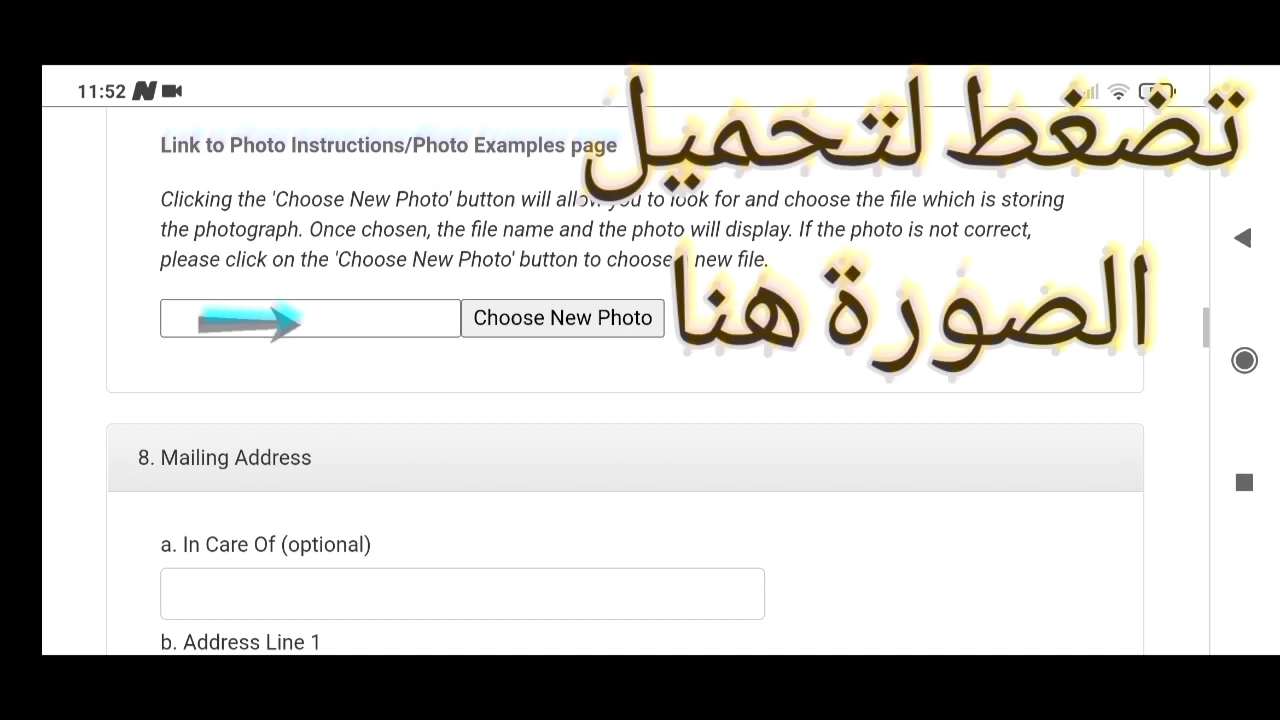 11:52
تضغط لتحميل
Link to Photo Instructions/Photo Examples page
Clicking the 'Choose New Photo' button will allow you to look for and choose the file which is storing
the photograph. Once chosen, the file name and the photo will display. If the photo is not correct,
please click on the 'Choose New Photo' button to choose new file.
الصورة هنا
Choose New Photo
8. Mailing Address
a. In Care Of (optional)
b. Address Line 1